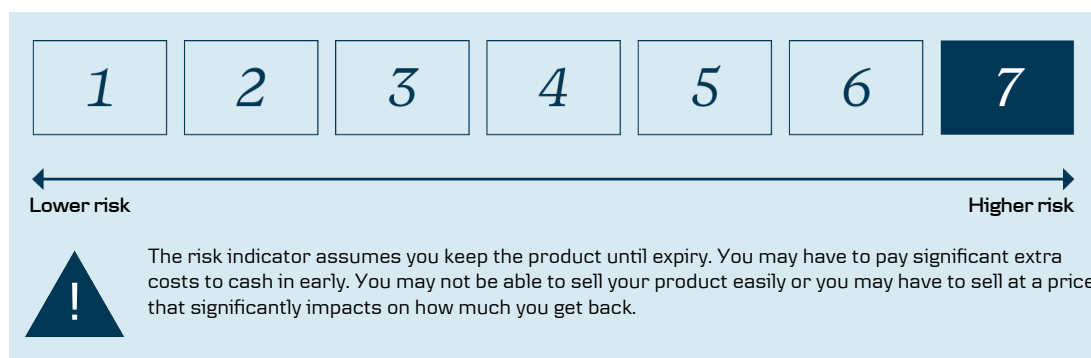 1 2 3 4 5 6 7
Lower risk Higher risk
The risk indicator assumes you keep the product until expiry. You may have to pay significant extra
costs to cash in early. You may not be able to sell your product easily or you may have to sell at a price
that significantly impacts on how much you get back.
!